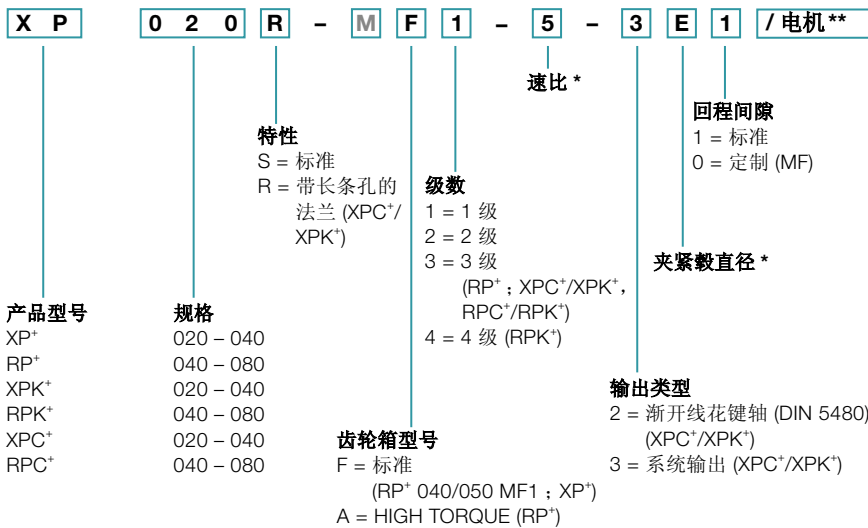 X P 0 2 0 R – M F 1 – 5 – 3 E 1 /电机**
速比 *
回程间隙
1 = 标准
0 = 定制 (MF)
特性
S = 标准
R = 带长条孔的
法兰 (XPC⁺/
XPK⁺)
级数
1 = 1 级
2 = 2 级
3 = 3 级
(RP⁺ ; XPC⁺/XPK⁺,
RPC⁺/RPK⁺)
4 = 4 级 (RPK⁺)
夹紧毂直径 *
产品型号
XP⁺
RP⁺
XPK⁺
RPK⁺
XPC⁺
RPC⁺
规格
020 – 040
040 – 080
020 – 040
040 – 080
020 – 040
040 – 080
齿轮箱型号
F = 标准
(RP⁺ 040/050 MF1 ; XP⁺)
A = HIGH TORQUE (RP⁺)
输出类型
2 = 渐开线花键轴 (DIN 5480)
(XPC⁺/XPK⁺)
3 = 系统输出 (XPC⁺/XPK⁺)